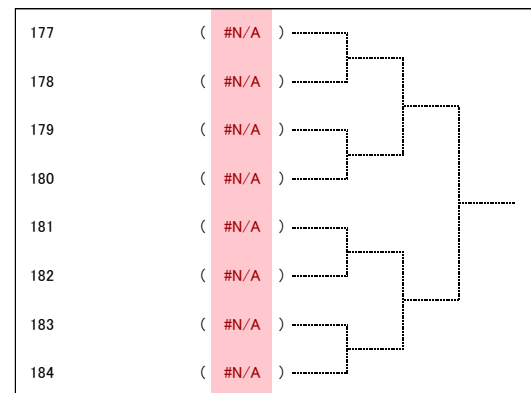 177 ( #N/A )
178 ( #N/A )
179 ( #N/A )
180 ( #N/A )
181 ( #N/A )
182 ( #N/A )
183 ( #N/A )
184 ( #N/A )